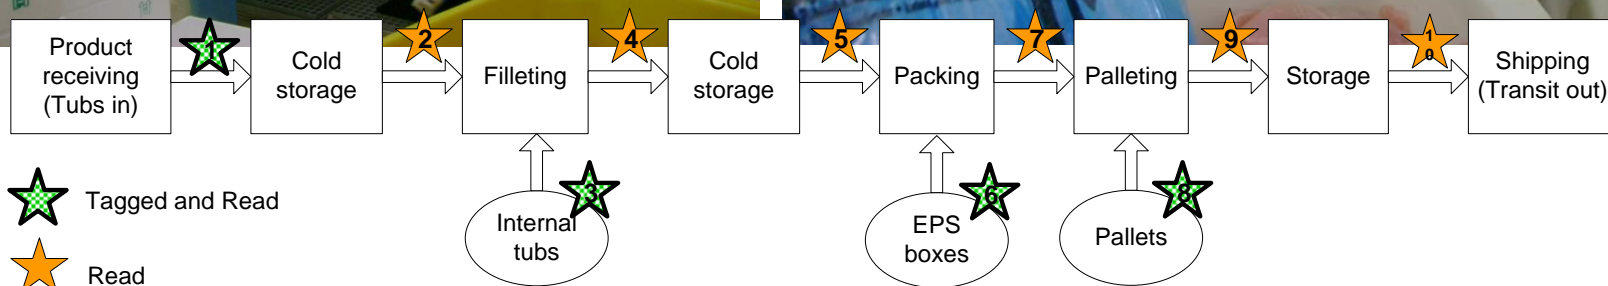 Product
receiving
(Tubs in)
1
Cold
storage
2
Filleting
4
Cold
storage
5
Packing
7
Palleting
9
Storage
10
Shipping
(Transit out)
Tagged and Read
Internal
tubs
3
EPS
boxes
6
Pallets
8
Read